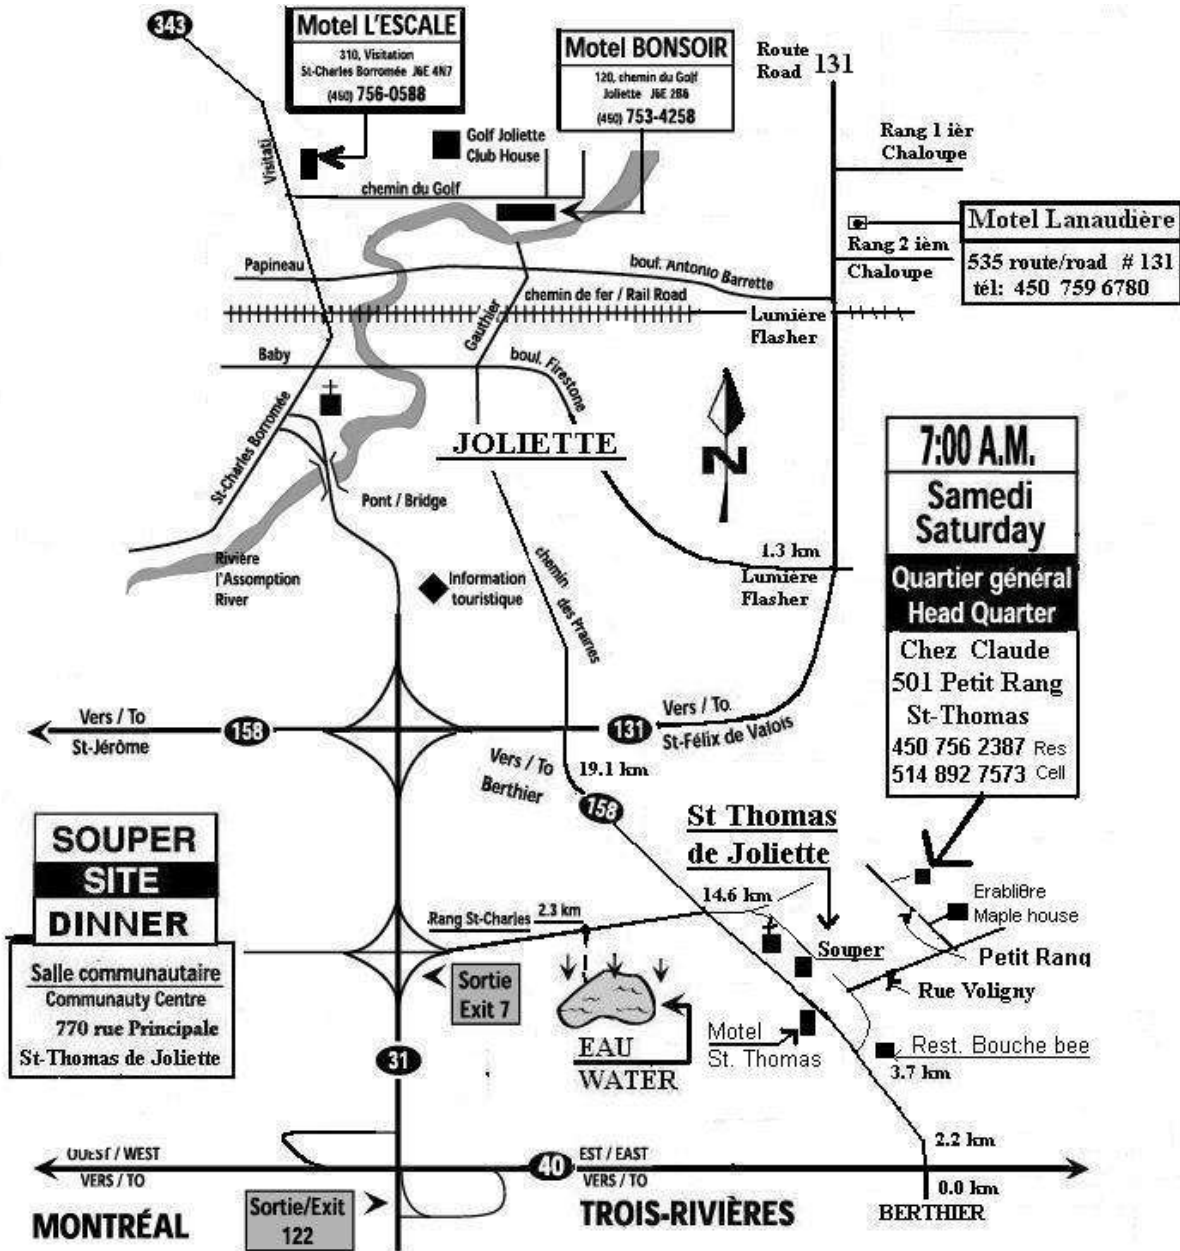 343
Motel L'ESCALE
310, Visitation
St-Charles Borromée J6E 4N7
(450) 756-0588
Motel BONSOIR
120, chemin du Golf
Joliette J6E 2B6
(450) 753-4258
Route
Road 131
Rang 1 ièr
Chaloupe
Visitati
Golf Joliette
Club House
chemin du Golf
Motel Lanaudière
535 route/road # 131
tél: 450 759 6780
Rang 2 ièm
Chaloupe
Papineau
boul. Antonio Barrette
chemin de fer / Rail Road
Gauthier
Lumière
Flasher
Baby
boul. Firestone
St-Charles Borromée
JOLIETTE
N
Pont / Bridge
7:00 A.M.
Samedi
Saturday
Quartier général
Head Quarter
Chez Claude
501 Petit Rang
St-Thomas
450 756 2387 Res
514 892 7573 Cell
Rivière
l'Assomption
River
Information
touristique
chemin des Prairies
1.3 km
Lumière
Flasher
Vers / To
St-Jérôme
158
131
Vers / To
St-Félix de Valois
Vers / To
Berthier
19.1 km
158
SOUPER
SITE
DINNER
Salle communautaire
Communauty Centre
770 rue Principale
St-Thomas de Joliette
St Thomas
de Joliette
14.6 km
Rang St-Charles
2.3 km
Erablière
Maple house
Souper
Petit Rang
Rue Voligny
Sortie
Exit 7
EAU
WATER
Motel
St. Thomas
Rest. Bouche bee
3.7 km
31
2.2 km
OUEST / WEST
VERS / TO
40
EST / EAST
VERS / TO
0.0 km
MONTRÉAL
Sortie/Exit
122
TROIS-RIVIÈRES
BERTHIER